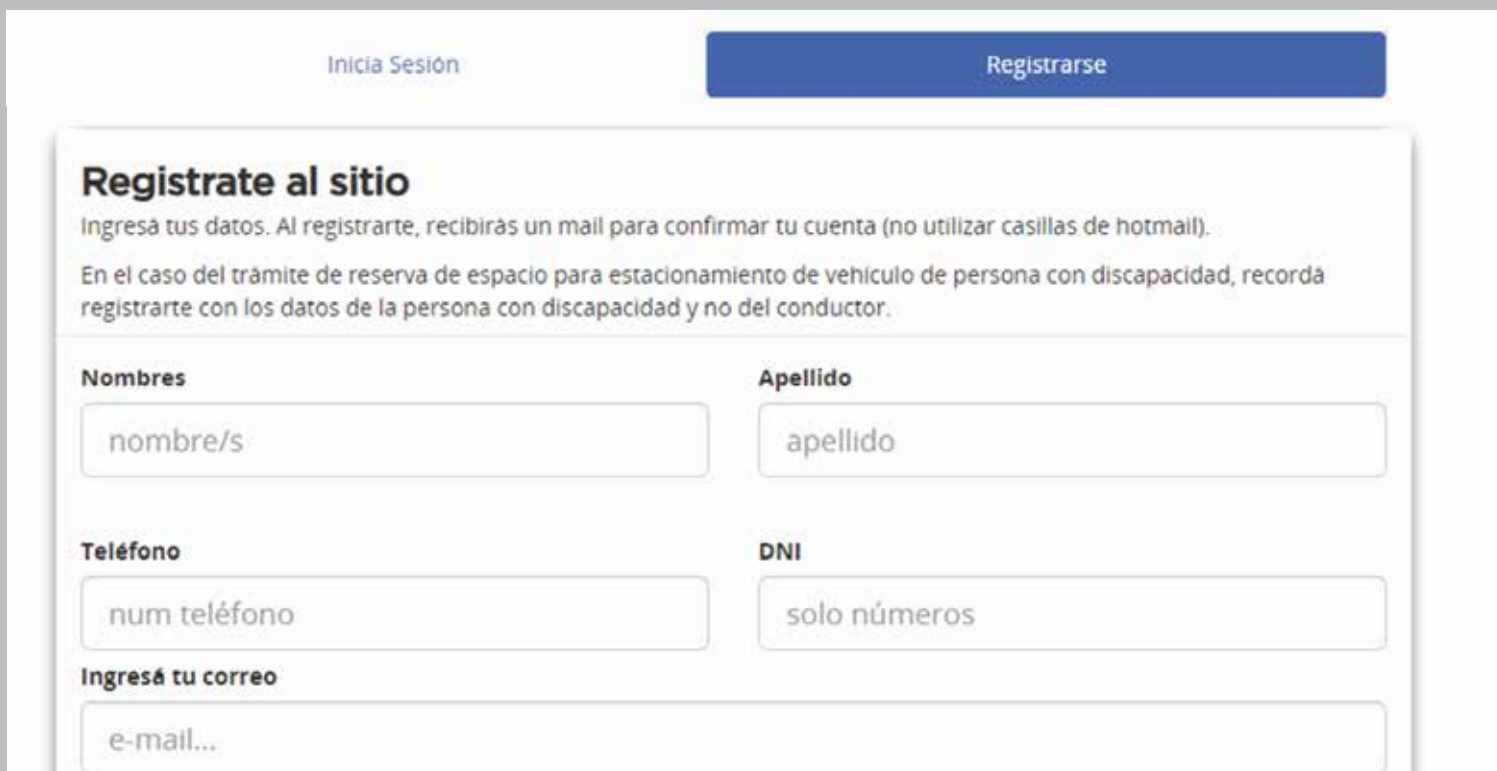 Inicia Sesión
Registrarse
Registrate al sitio
Ingresá tus datos. Al registrarte, recibirás un mail para confirmar tu cuenta (no utilizar casillas de hotmail).
En el caso del trámite de reserva de espacio para estacionamiento de vehículo de persona con discapacidad, recordá
registrarte con los datos de la persona con discapacidad y no del conductor.
Nombres
Apellido
nombre/s
apellido
Teléfono
DNI
num teléfono
solo números
Ingresá tu correo
e-mail...